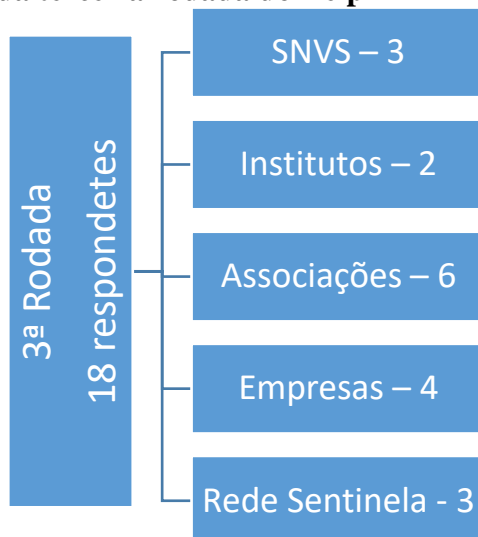 3ª Rodada
18 respondetes
SNVS – 3
Institutos – 2
Associações – 6
Empresas – 4
Rede Sentinela - 3